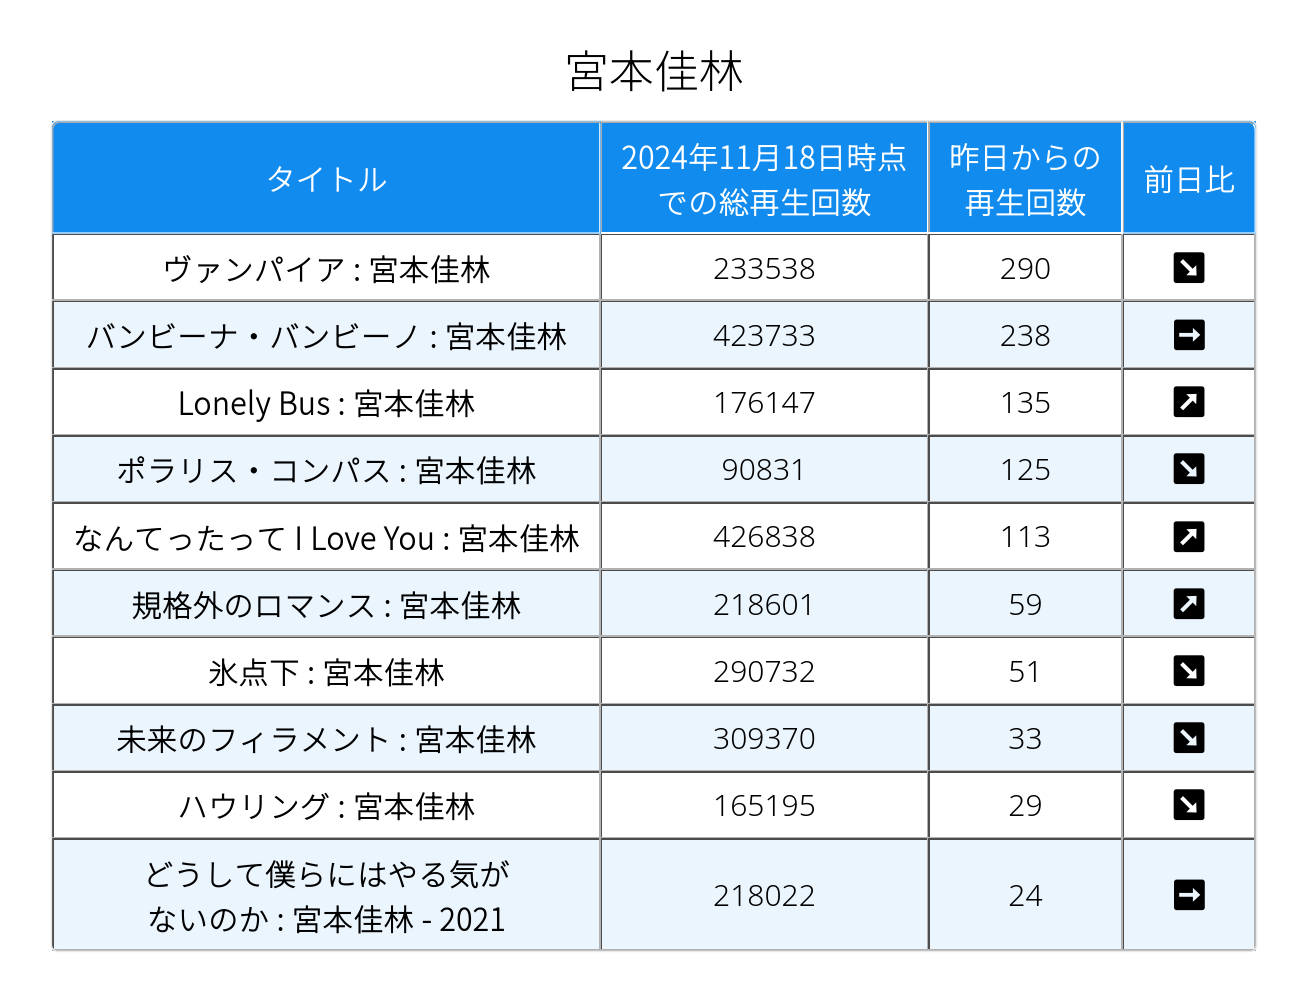 宮本佳林
タイトル
2024年11月18日時点
での総再生回数
昨日からの
再生回数
前日比
ヴァンパイア : 宮本佳林 233538 290 ↘
バンビーナ・バンビーノ : 宮本佳林 423733 238 →
Lonely Bus : 宮本佳林 176147 135 ↗
ポラリス・コンパス : 宮本佳林 90831 125 ↘
なんてったって I Love You : 宮本佳林 426838 113 ↗
規格外のロマンス : 宮本佳林 218601 59 ↗
氷点下 : 宮本佳林 290732 51 ↘
未来のフィラメント : 宮本佳林 309370 33 ↘
ハウリング : 宮本佳林 165195 29 ↘
どうして僕らにはやる気が
ないのか : 宮本佳林 - 2021
218022 24 →